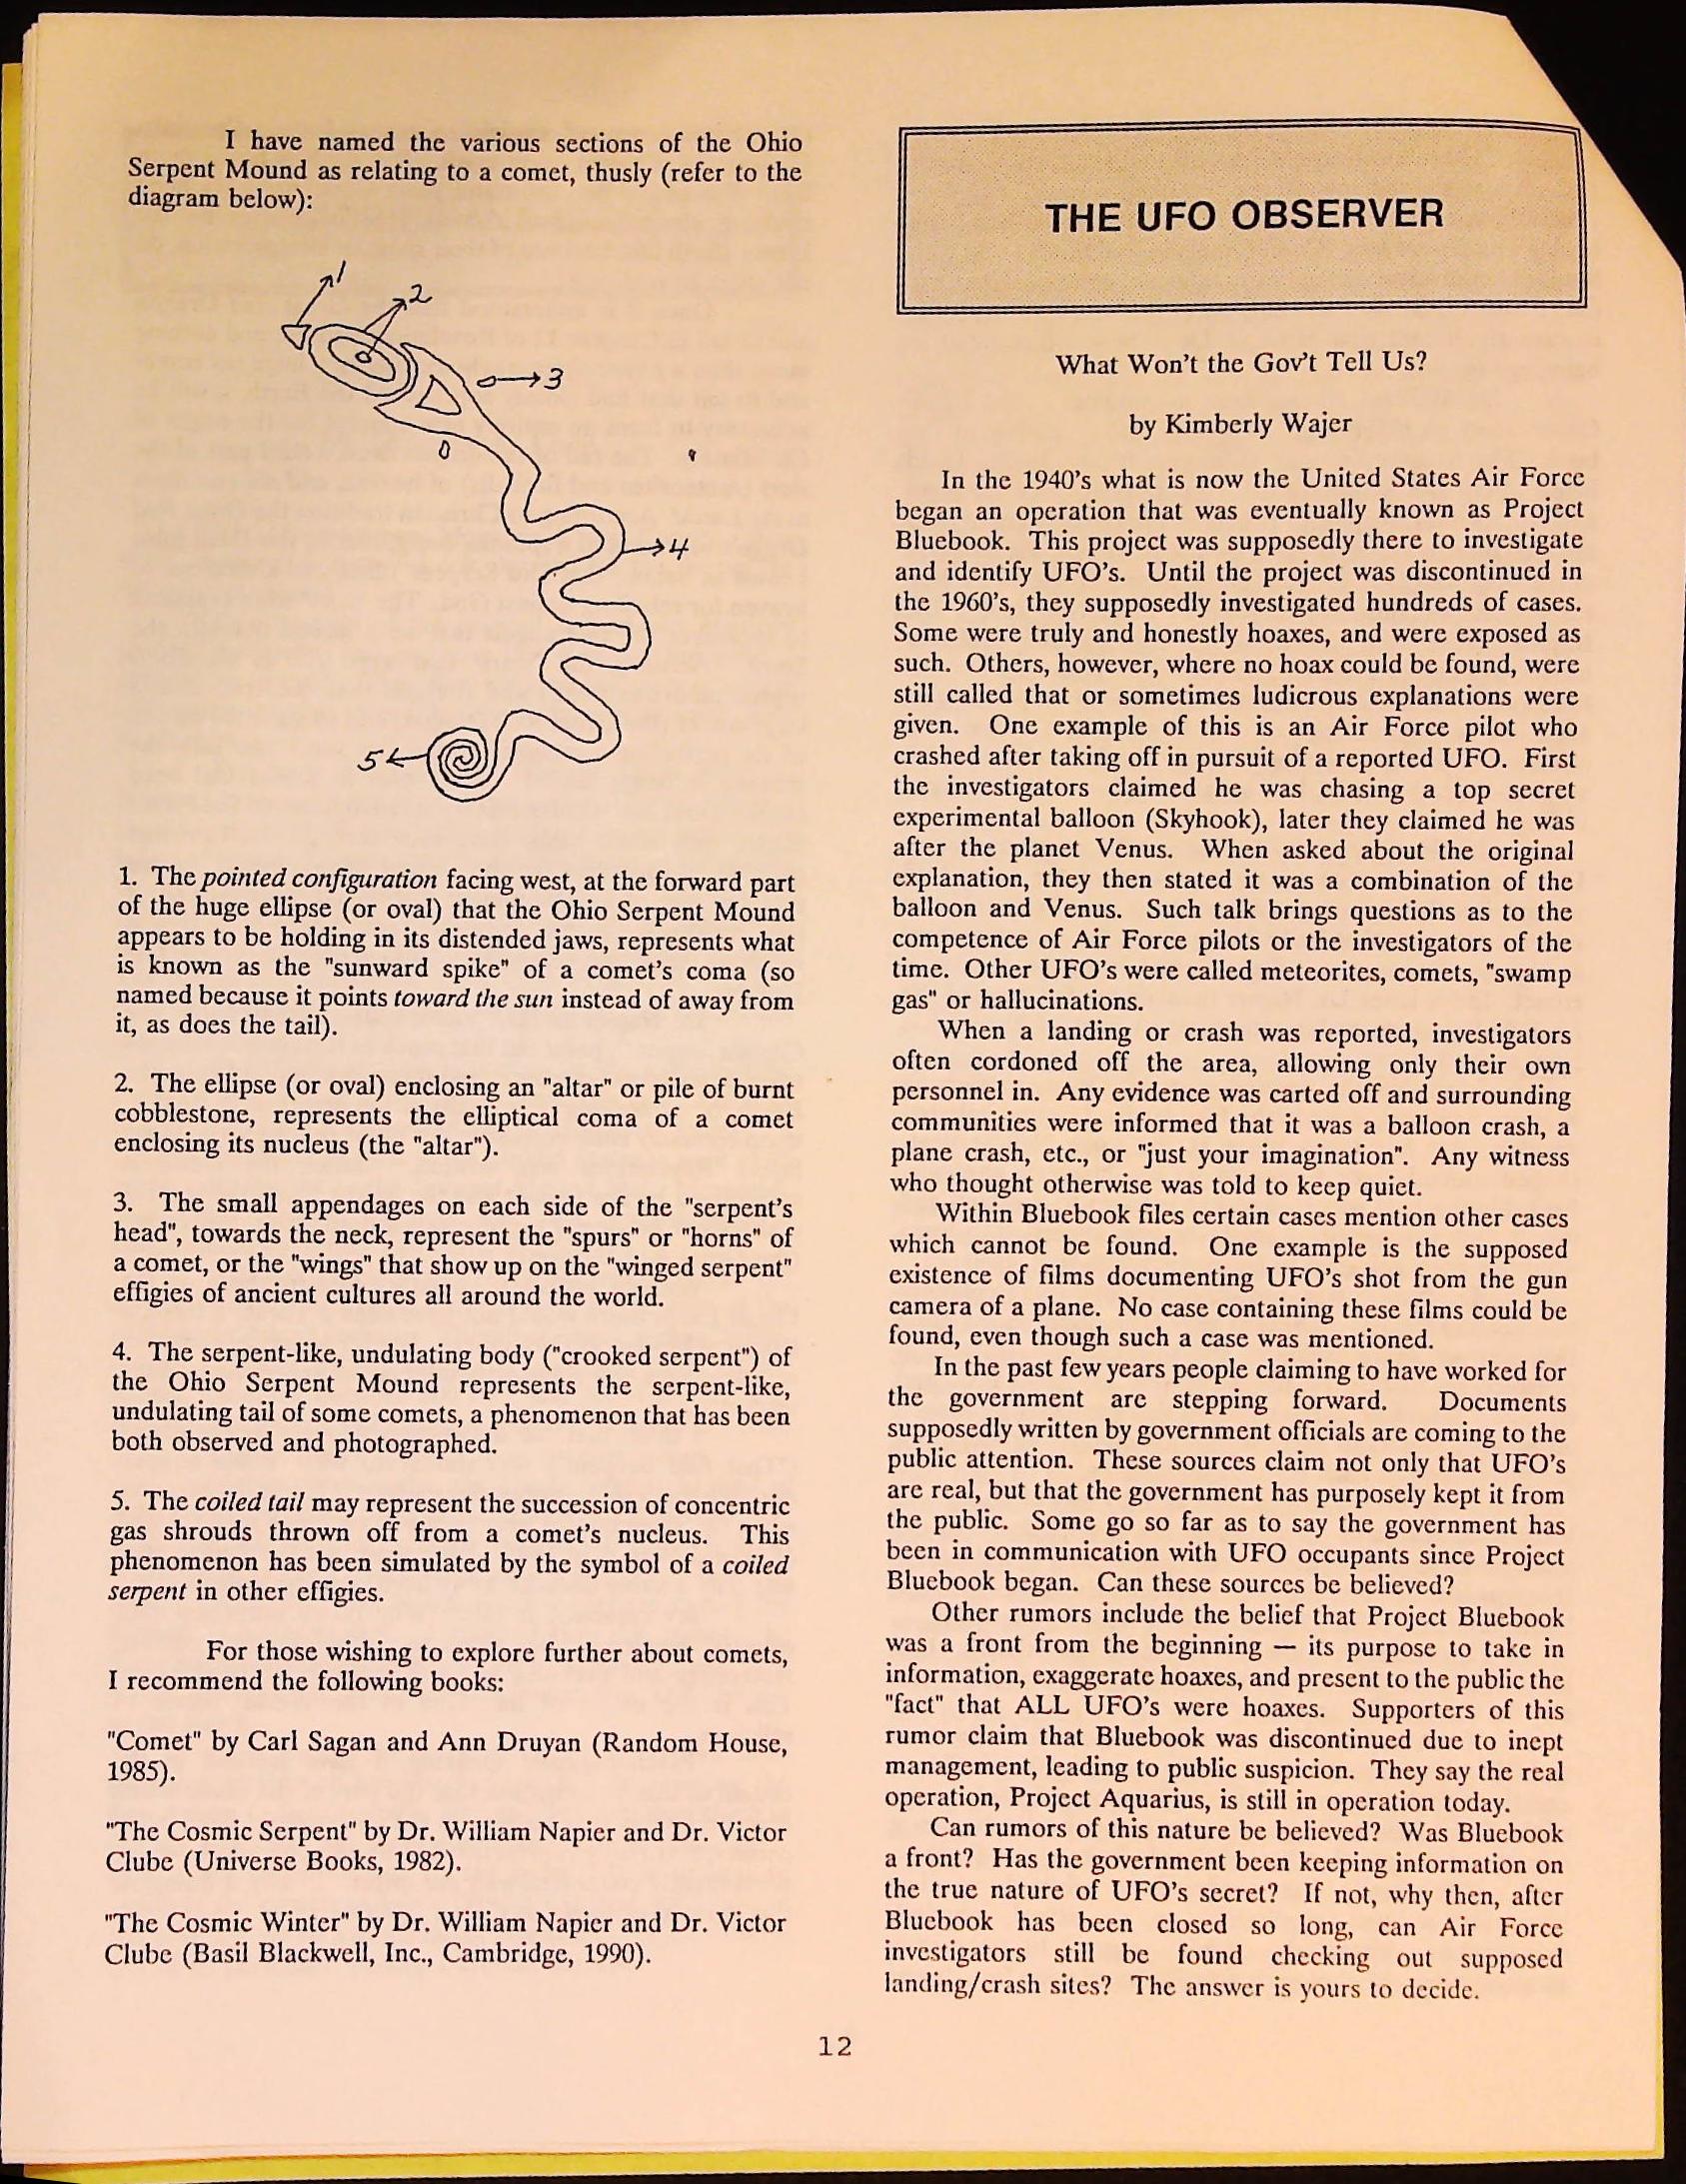 I have named the various sections of the Ohio
Serpent Mound as relating to a comet, thusly (refer to the
diagram below):
1
2
3
4
5
1. The pointed configuration facing west, at the forward part
of the huge ellipse (or oval) that the Ohio Serpent Mound
appears to be holding in its distended jaws, represents what
is known as the "sunward spike" of a comet's coma (so
named because it points toward the sun instead of away from
it, as does the tail).
2. The ellipse (or oval) enclosing an "altar" or pile of burnt
cobblestone, represents the elliptical coma of a comet
enclosing its nucleus (the "altar").
3. The small appendages on each side of the "serpent's
head", towards the neck, represent the "spurs" or "horns" of
a comet, or the "wings" that show up on the "winged serpent"
effigies of ancient cultures all around the world.
4. The serpent-like, undulating body ("crooked serpent") of
the Ohio Serpent Mound represents the serpent-like,
undulating tail of some comets, a phenomenon that has been
both observed and photographed.
5. The coiled tail may represent the succession of concentric
gas shrouds thrown off from a comet's nucleus. This
phenomenon has been simulated by the symbol of a coiled
serpent in other effigies.
For those wishing to explore further about comets,
I recommend the following books:
"Comet" by Carl Sagan and Ann Druyan (Random House,
1985).
"The Cosmic Serpent" by Dr. William Napier and Dr. Victor
Clube (Universe Books, 1982).
"The Cosmic Winter" by Dr. William Napier and Dr. Victor
Clube (Basil Blackwell, Inc., Cambridge, 1990).
THE UFO OBSERVER
What Won't the Gov't Tell Us?
by Kimberly Wajer
In the 1940's what is now the United States Air Force
began an operation that was eventually known as Project
Bluebook. This project was supposedly there to investigate
and identify UFO's. Until the project was discontinued in
the 1960's, they supposedly investigated hundreds of cases.
Some were truly and honestly hoaxes, and were exposed as
such. Others, however, where no hoax could be found, were
still called that or sometimes ludicrous explanations were
given. One example of this is an Air Force pilot who
crashed after taking off in pursuit of a reported UFO. First
the investigators claimed he was chasing a top secret
experimental balloon (Skyhook), later they claimed he was
after the planet Venus. When asked about the original
explanation, they then stated it was a combination of the
balloon and Venus. Such talk brings questions as to the
competence of Air Force pilots or the investigators of the
time. Other UFO's were called meteorites, comets, "swamp
gas" or hallucinations.
When a landing or crash was reported, investigators
often cordoned off the area, allowing only their own
personnel in. Any evidence was carted off and surrounding
communities were informed that it was a balloon crash, a
plane crash, etc., or "just your imagination". Any witness
who thought otherwise was told to keep quiet.
Within Bluebook files certain cases mention other cases
which cannot be found. One example is the supposed
existence of films documenting UFO's shot from the gun
camera of a plane. No case containing these films could be
found, even though such a case was mentioned.
In the past few years people claiming to have worked for
the government are stepping forward. Documents
supposedly written by government officials are coming to the
public attention. These sources claim not only that UFO's
are real, but that the government has purposely kept it from
the public. Some go so far as to say the government has
been in communication with UFO occupants since Project
Bluebook began. Can these sources be believed?
Other rumors include the belief that Project Bluebook
was a front from the beginning — its purpose to take in
information, exaggerate hoaxes, and present to the public the
"fact" that ALL UFO's were hoaxes. Supporters of this
rumor claim that Bluebook was discontinued due to inept
management, leading to public suspicion. They say the real
operation, Project Aquarius, is still in operation today.
Can rumors of this nature be believed? Was Bluebook
a front? Has the government been keeping information on
the true nature of UFO's secret? If not, why then, after
Bluebook has been closed so long, can Air Force
investigators still be found checking out supposed
landing/crash sites? The answer is yours to decide.
12